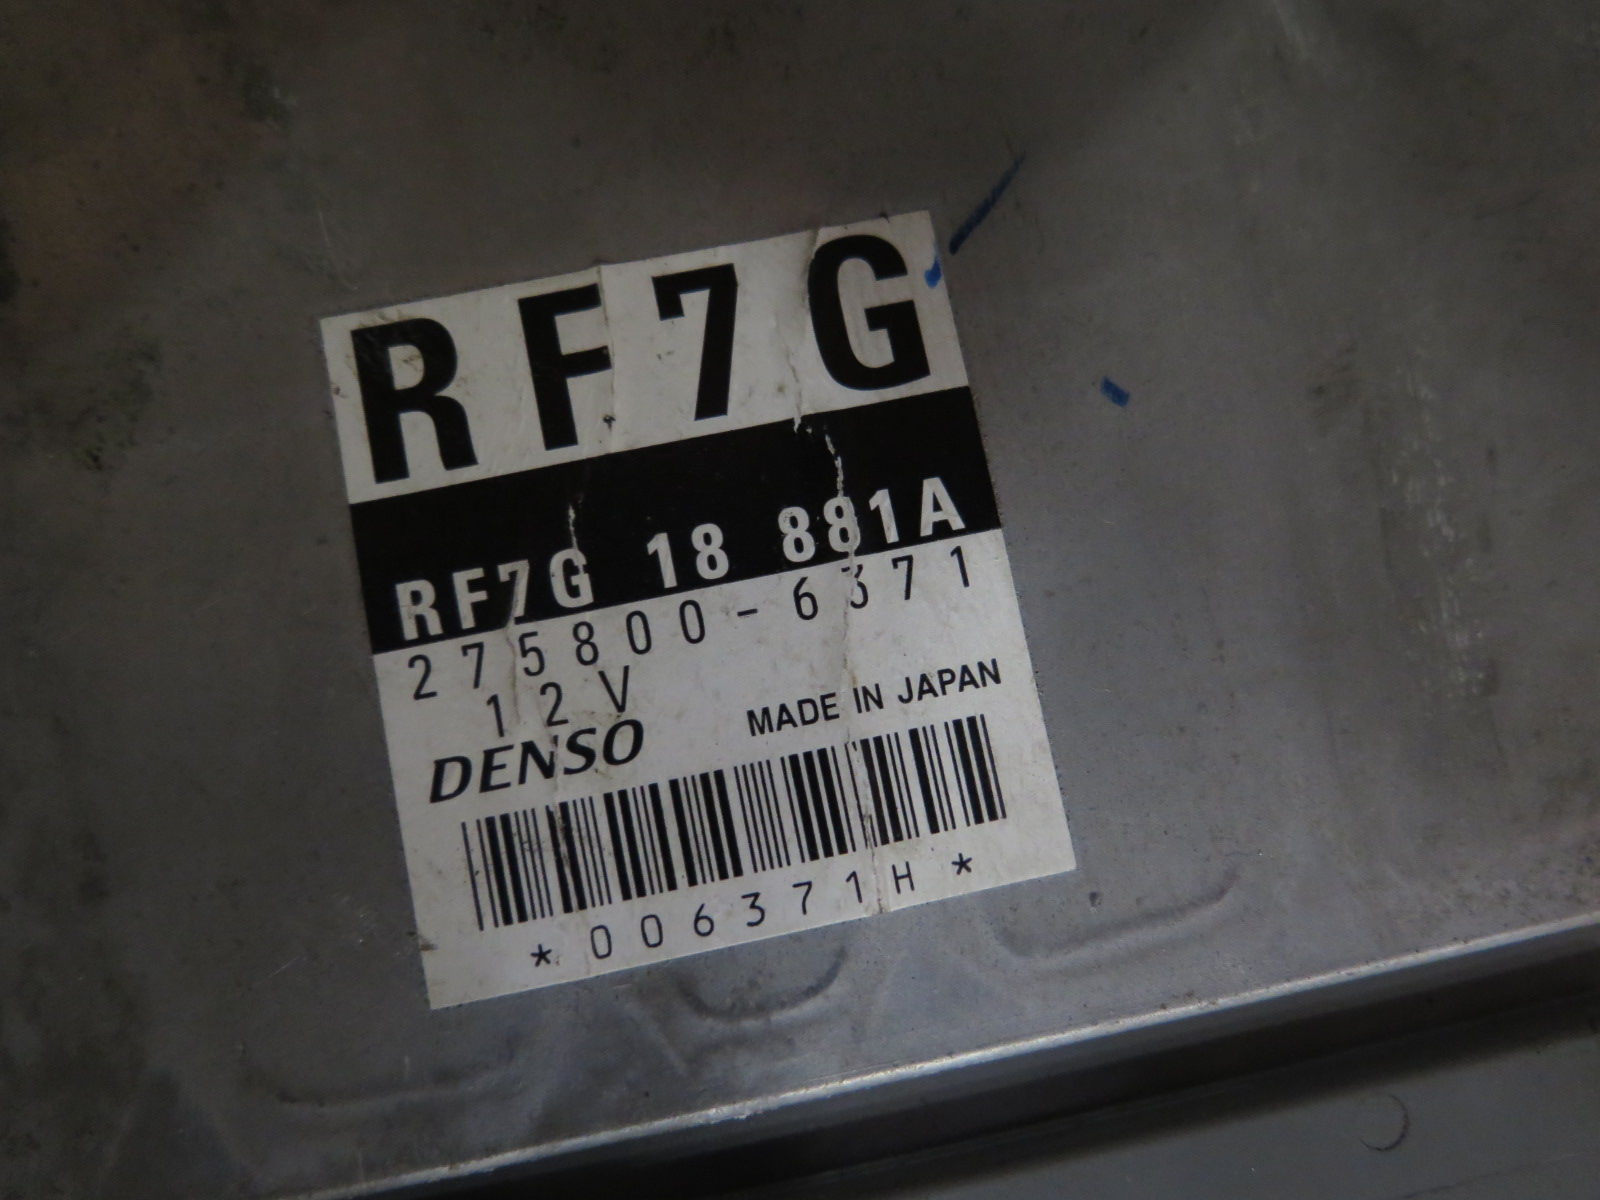 RF7G
RF7G 18 881A
275800-6371
12V
DENSO MADE IN JAPAN
*006371H*